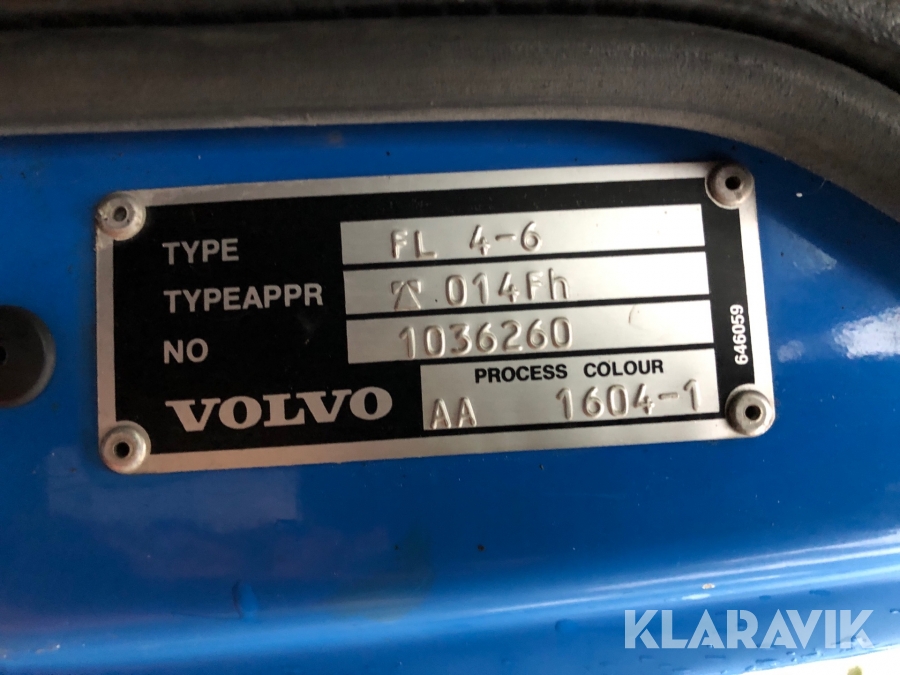 TYPE FL 4-6
TYPEAPPR 014Fh
NO 1036260
PROCESS COLOUR
VOLVO AA 1604-1
646059
KLARAVIK